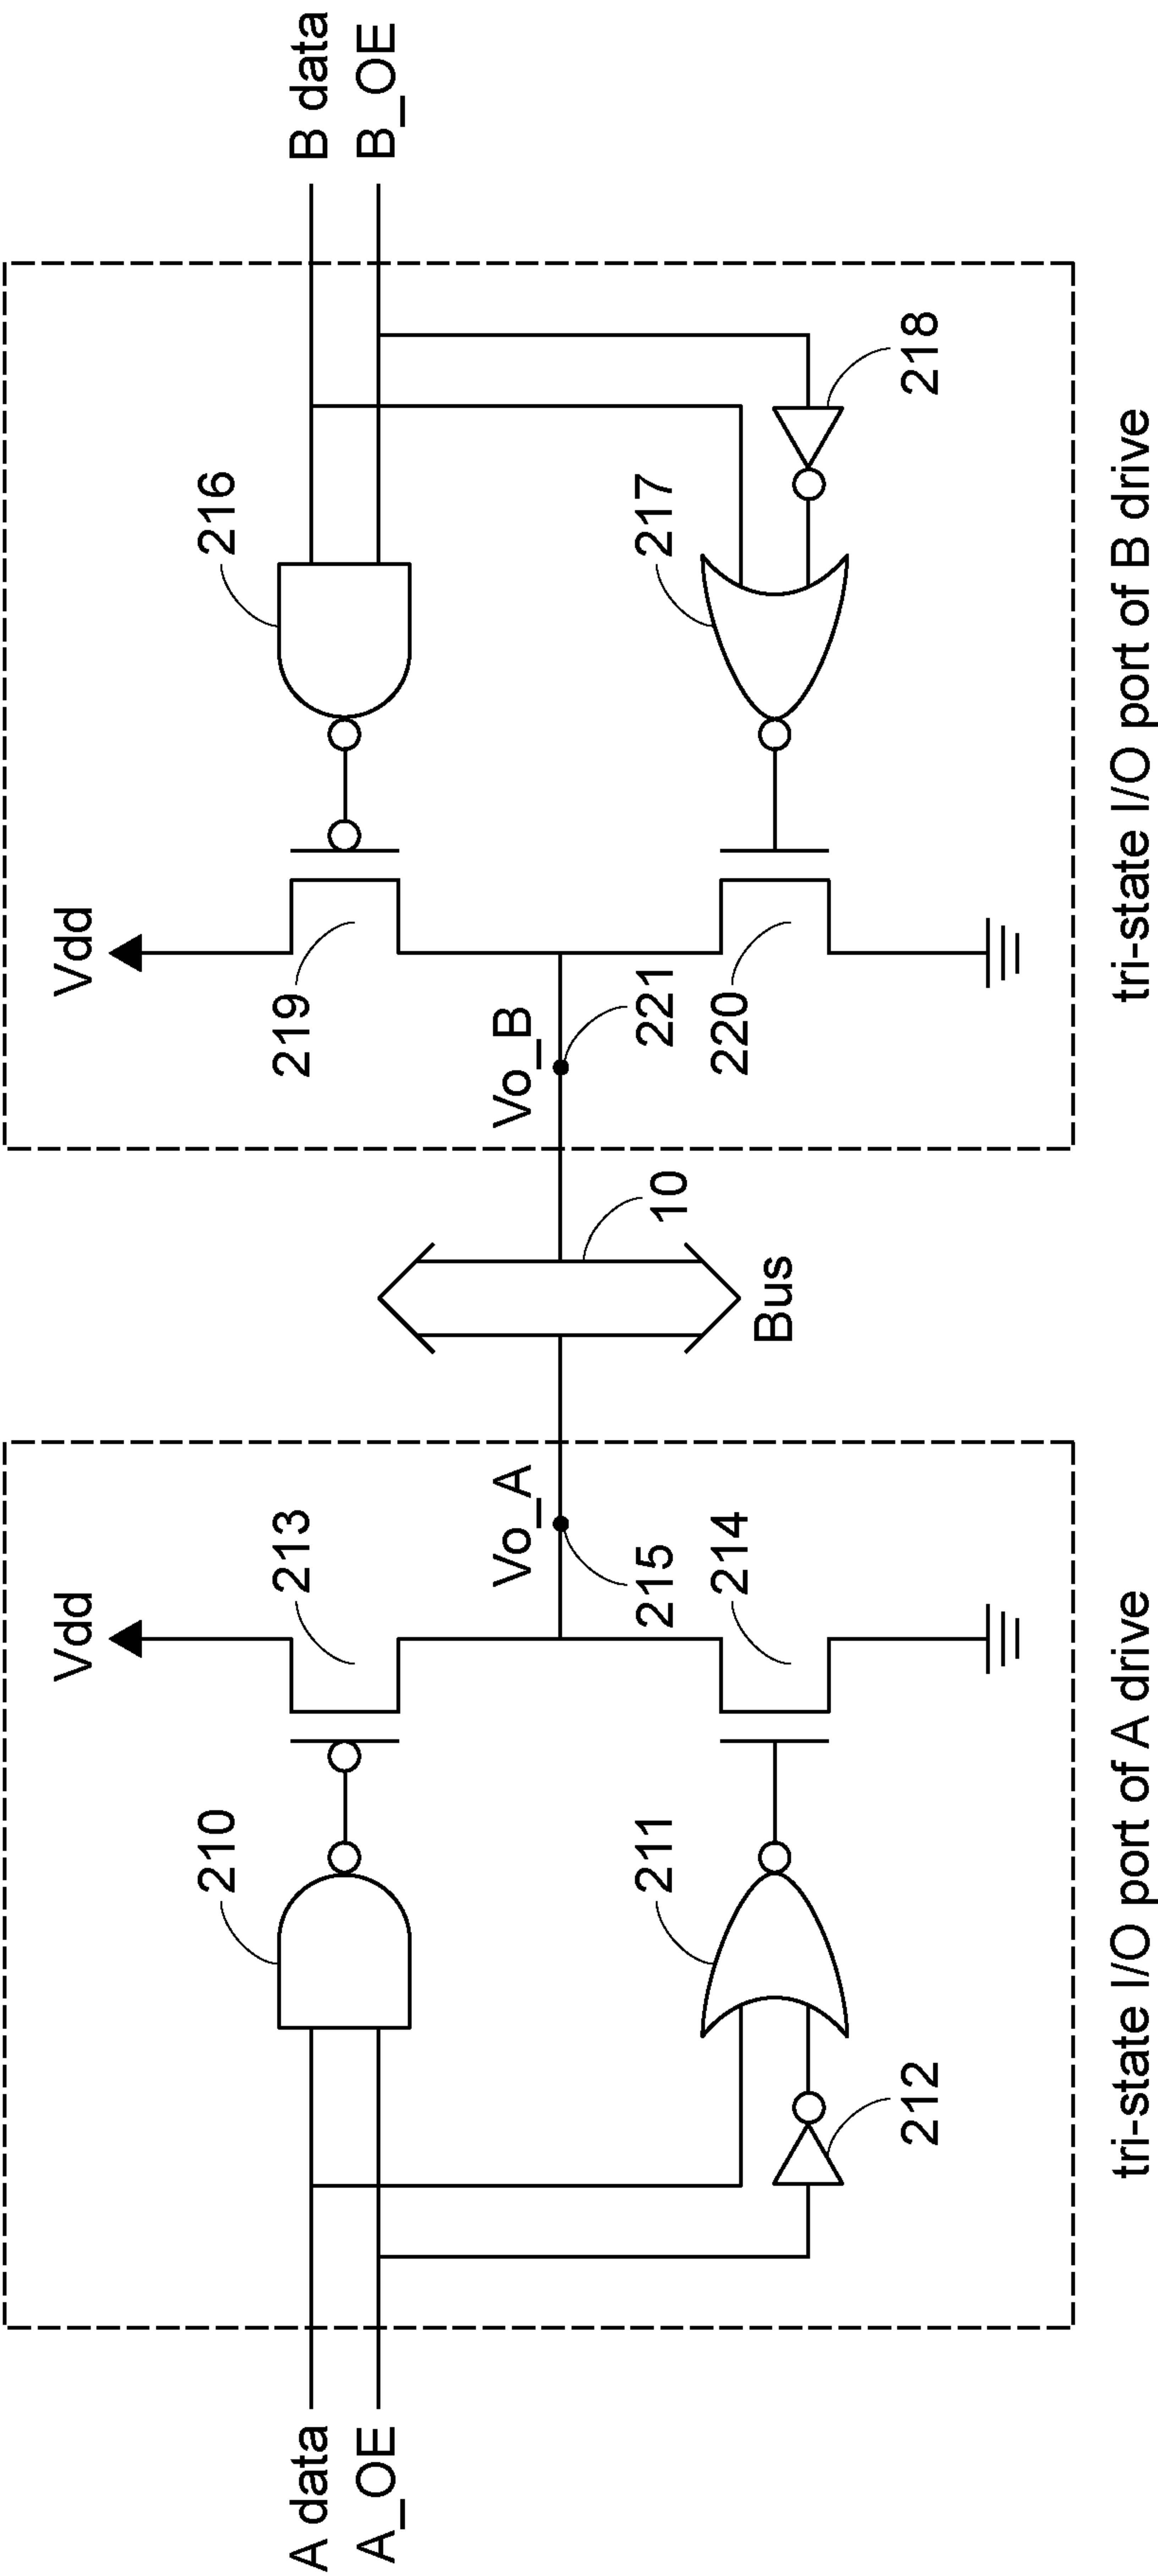 Vdd
Vdd
210
213
219
216
A data
A_OE
B data
B_OE
Vo_A
Vo_B
215
10
221
211
214
Bus
220
217
212
218
tri-state I/O port of A drive
tri-state I/O port of B drive